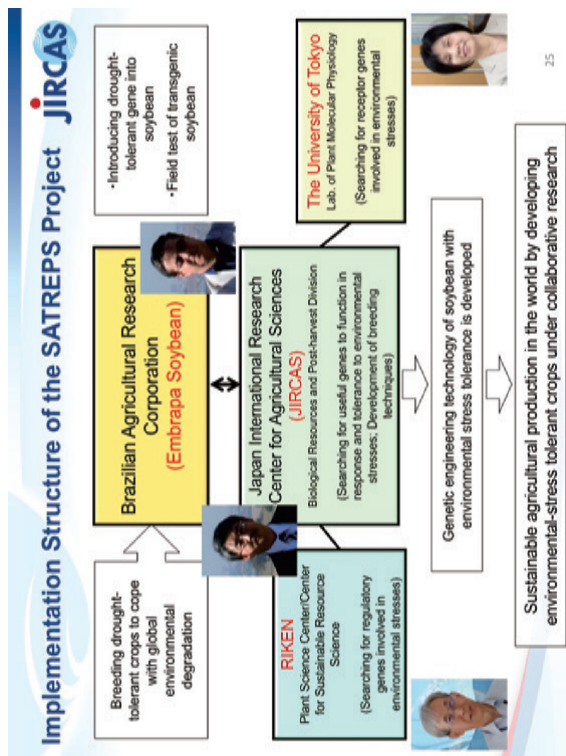 Implementation Structure of the SATREPS Project
JIRCAS
Breeding drought-
tolerant crops to cope
with global
environmental
degradation
Brazilian Agricultural Research
Corporation
(Embrapa Soybean)
・Introducing drought-
tolerant gene into
soybean
・Field test of transgenic
soybean
RIKEN
Plant Science Center/Center
for Sustainable Resource
Science
(Searching for regulatory
genes involved in
environmental stresses)
Japan International Research
Center for Agricultural Sciences
(JIRCAS)
Biological Resources and Post-harvest Division
(Searching for useful genes to function in
response and tolerance to environmental
stresses; Development of breeding
techniques)
The University of Tokyo
Lab. of Plant Molecular Physiology
(Searching for receptor genes
involved in environmental
stresses)
Genetic engineering technology of soybean with
environmental stress tolerance is developed
Sustainable agricultural production in the world by developing
environmental-stress tolerant crops under collaborative research
25